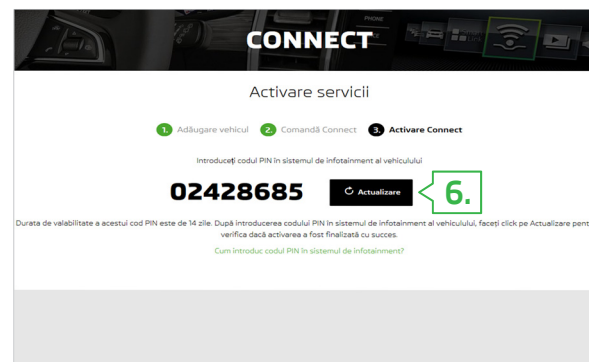 PHONE
CONNECT
Activare servicii
1. Adăugare vehicul 2. Comandă Connect 3. Activare Connect
Introduceți codul PIN în sistemul de infotainment al vehiculului
02428685 Actualizare 6.
Durata de valabilitate a acestui cod PIN este de 14 zile. După introducerea codului PIN în sistemul de infotainment al vehiculului, faceți click pe Actualizare pent
verifica dacă activarea a fost finalizată cu succes.
Cum introduc codul PIN în sistemul de infotainment?